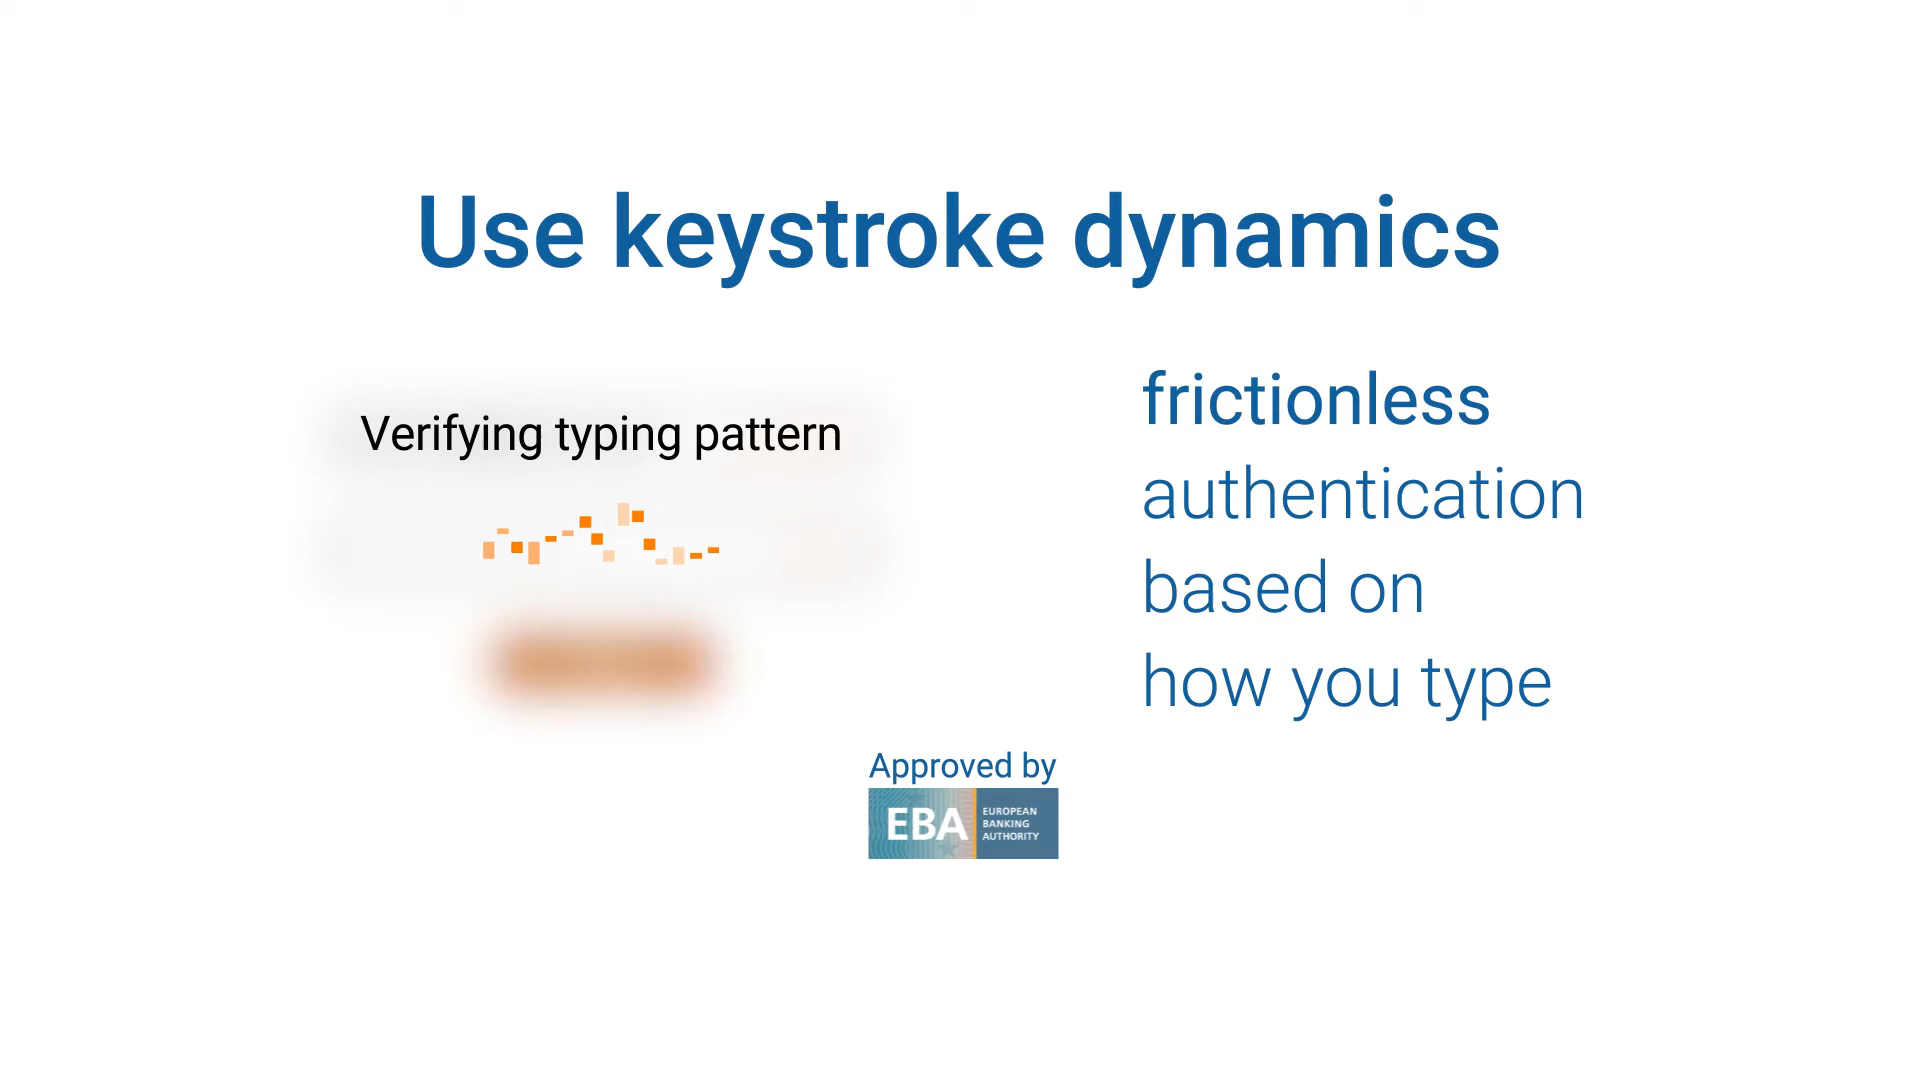 Use keystroke dynamics
Verifying typing pattern
frictionless
authentication
based on
how you type
Approved by
EBA
EUROPEAN
BANKING
AUTHORITY